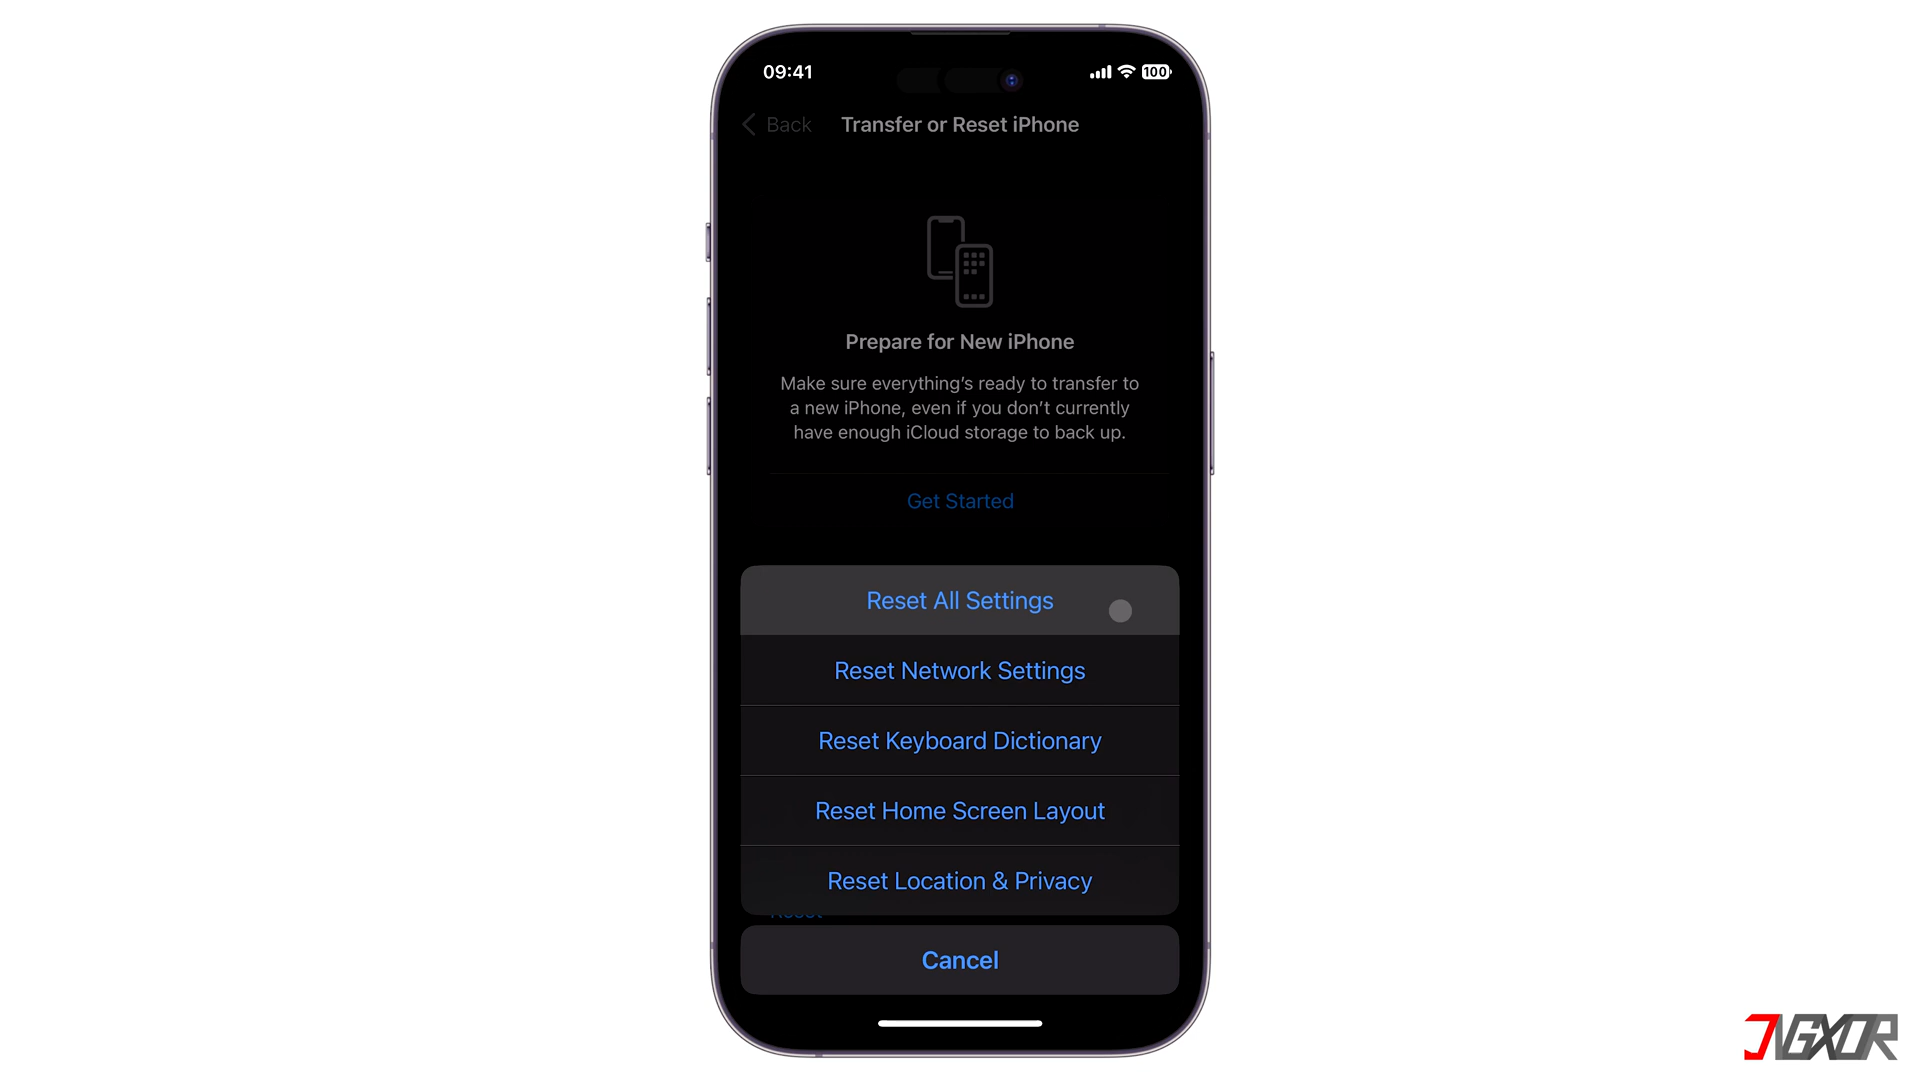 09:41
100
Back
Transfer or Reset iPhone
Prepare for New iPhone
Make sure everything's ready to transfer to
a new iPhone, even if you don't currently
have enough iCloud storage to back up.
Get Started
Reset All Settings
Reset Network Settings
Reset Keyboard Dictionary
Reset Home Screen Layout
Reset Location & Privacy
Reset
Cancel
JVGXOR